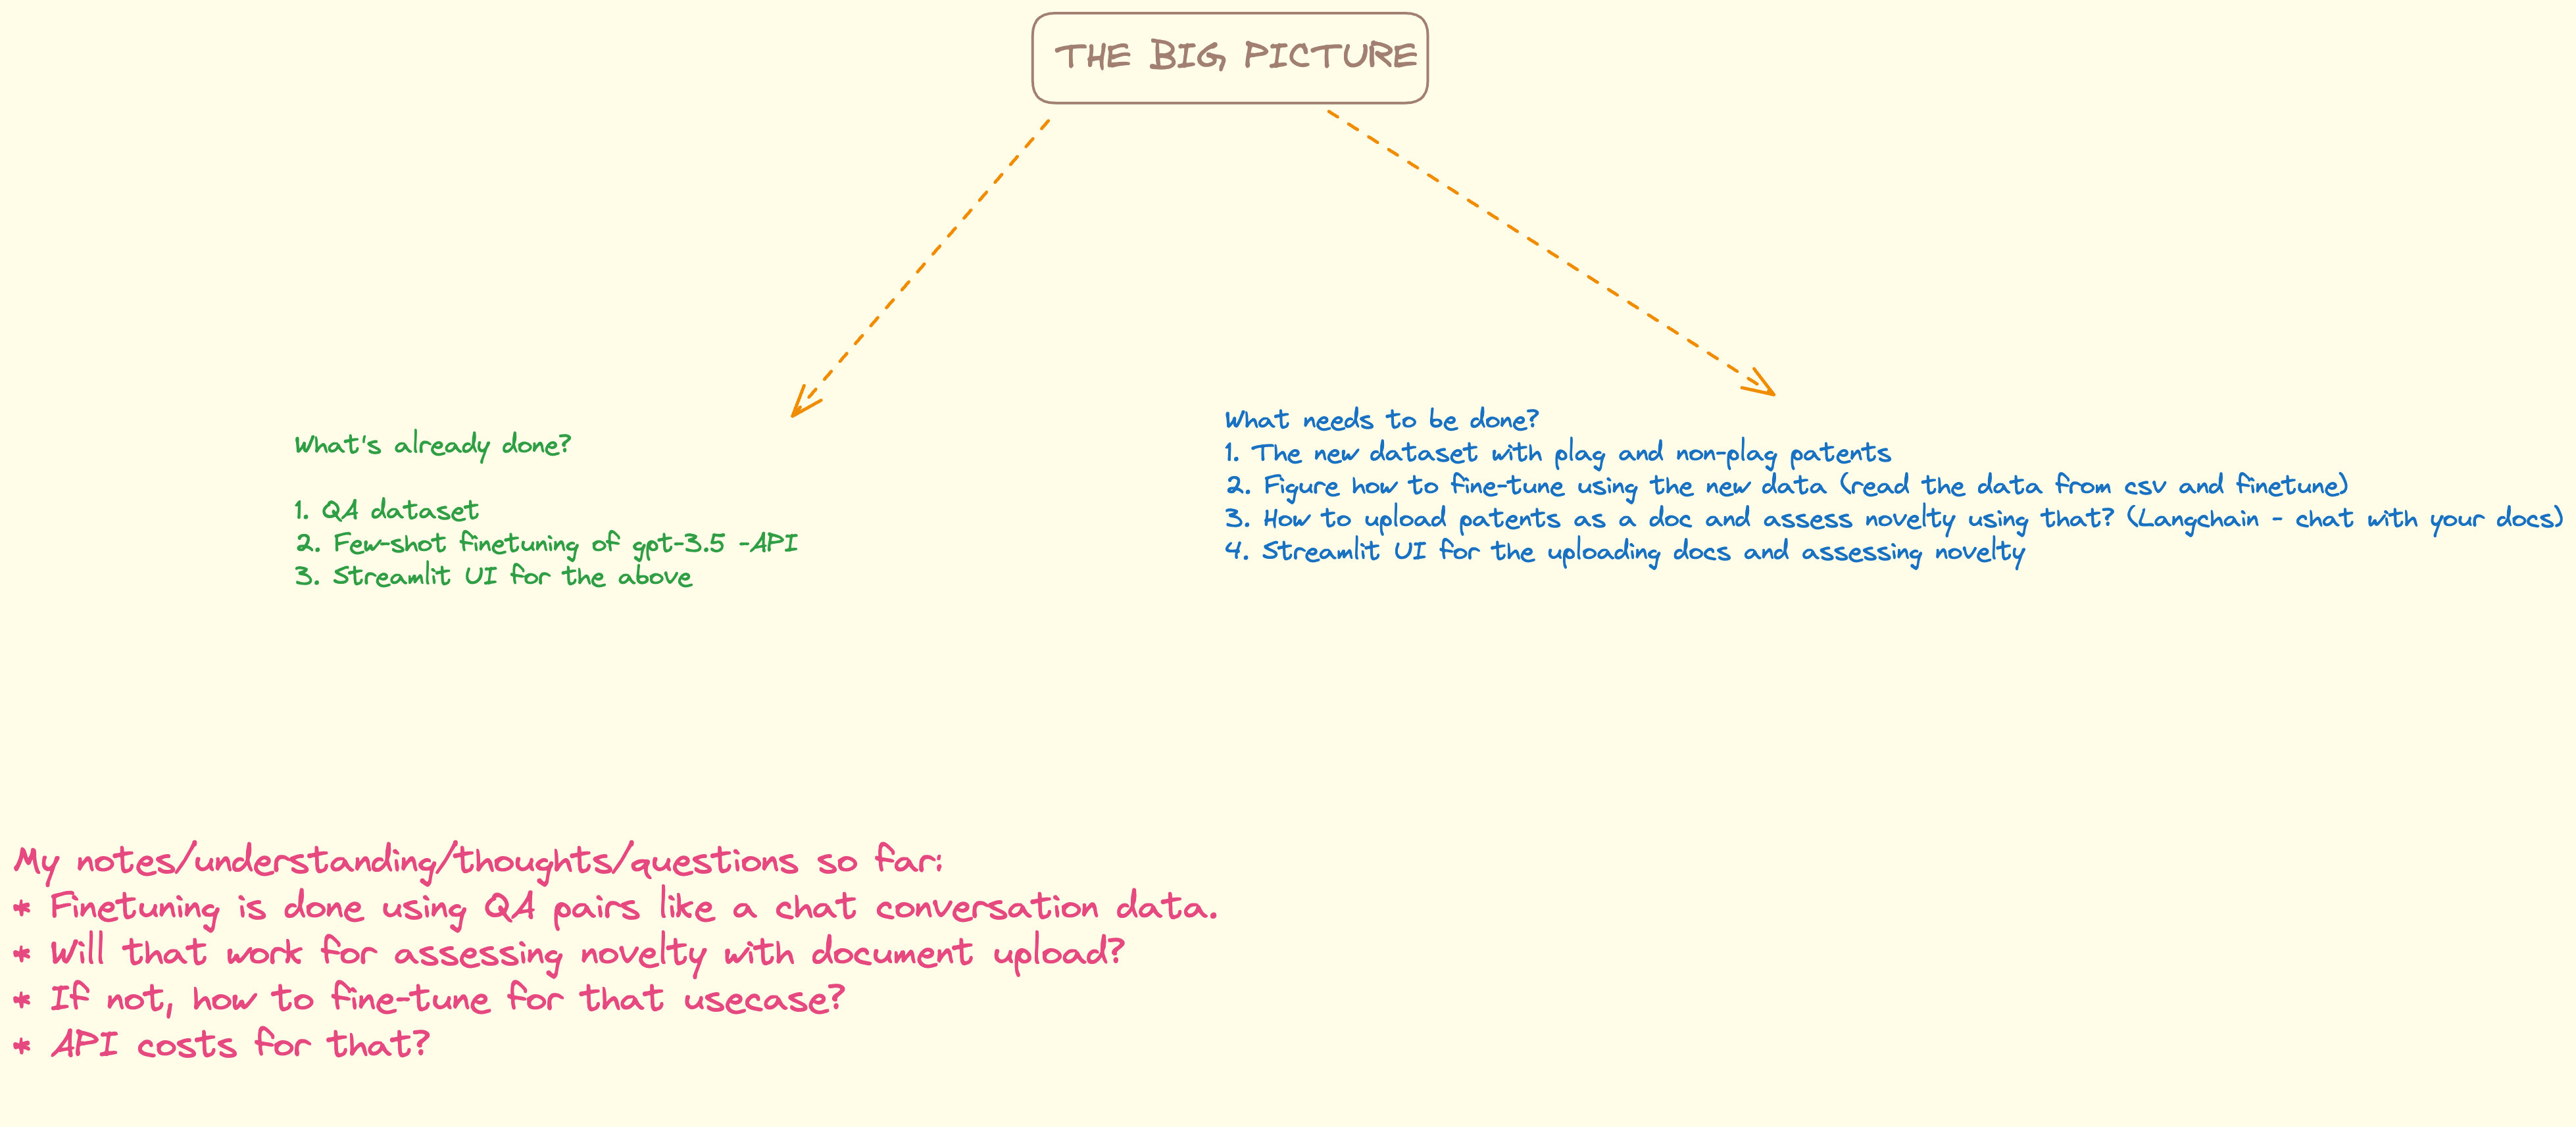 THE BIG PICTURE
What's already done?
1. QA dataset
2. Few-shot finetuning of gpt-3.5 -API
3. Streamlit UI for the above
What needs to be done?
1. The new dataset with plag and non-plag patents
2. Figure how to fine-tune using the new data (read the data from csv and finetune)
3. How to upload patents as a doc and assess novelty using that? (Langchain - chat with your docs)
4. Streamlit UI for the uploading docs and assessing novelty
My notes/understanding/thoughts/questions so far:
* Finetuning is done using QA pairs like a chat conversation data.
* Will that work for assessing novelty with document upload?
* If not, how to fine-tune for that usecase?
* API costs for that?